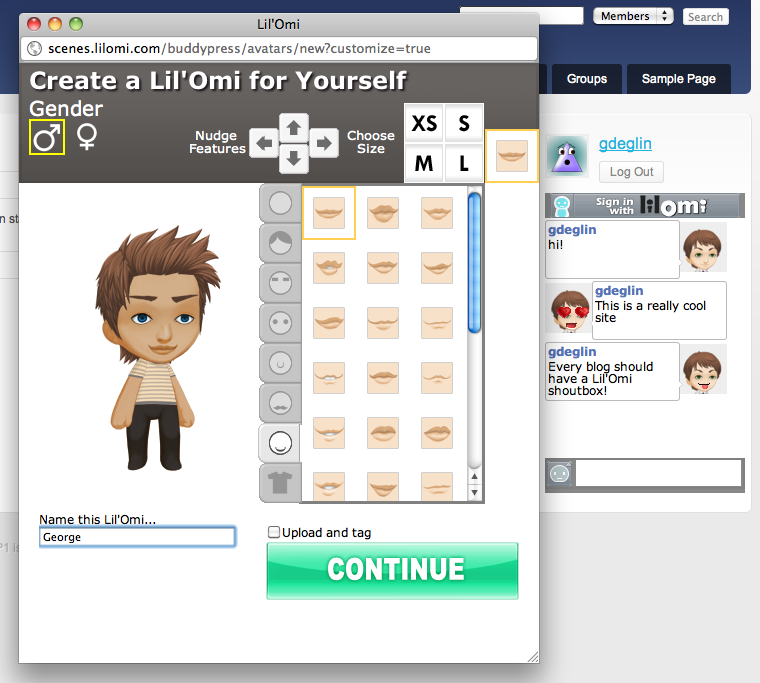 Lil'Omi
Members
Search
scenes.lilomi.com/buddypress/avatars/new?customize=true
Create a Lil'Omi for Yourself
Groups
Sample Page
Gender
Nudge
Features
Choose
Size
XS
S
M
L
gdeglin
Log Out
Sign in
with
lilomi
gdeglin
hi!
gdeglin
This is a really cool
site
gdeglin
Every blog should
have a Lil'Omi
shoutbox!
Name this Lil'Omi...
George
Upload and tag
CONTINUE